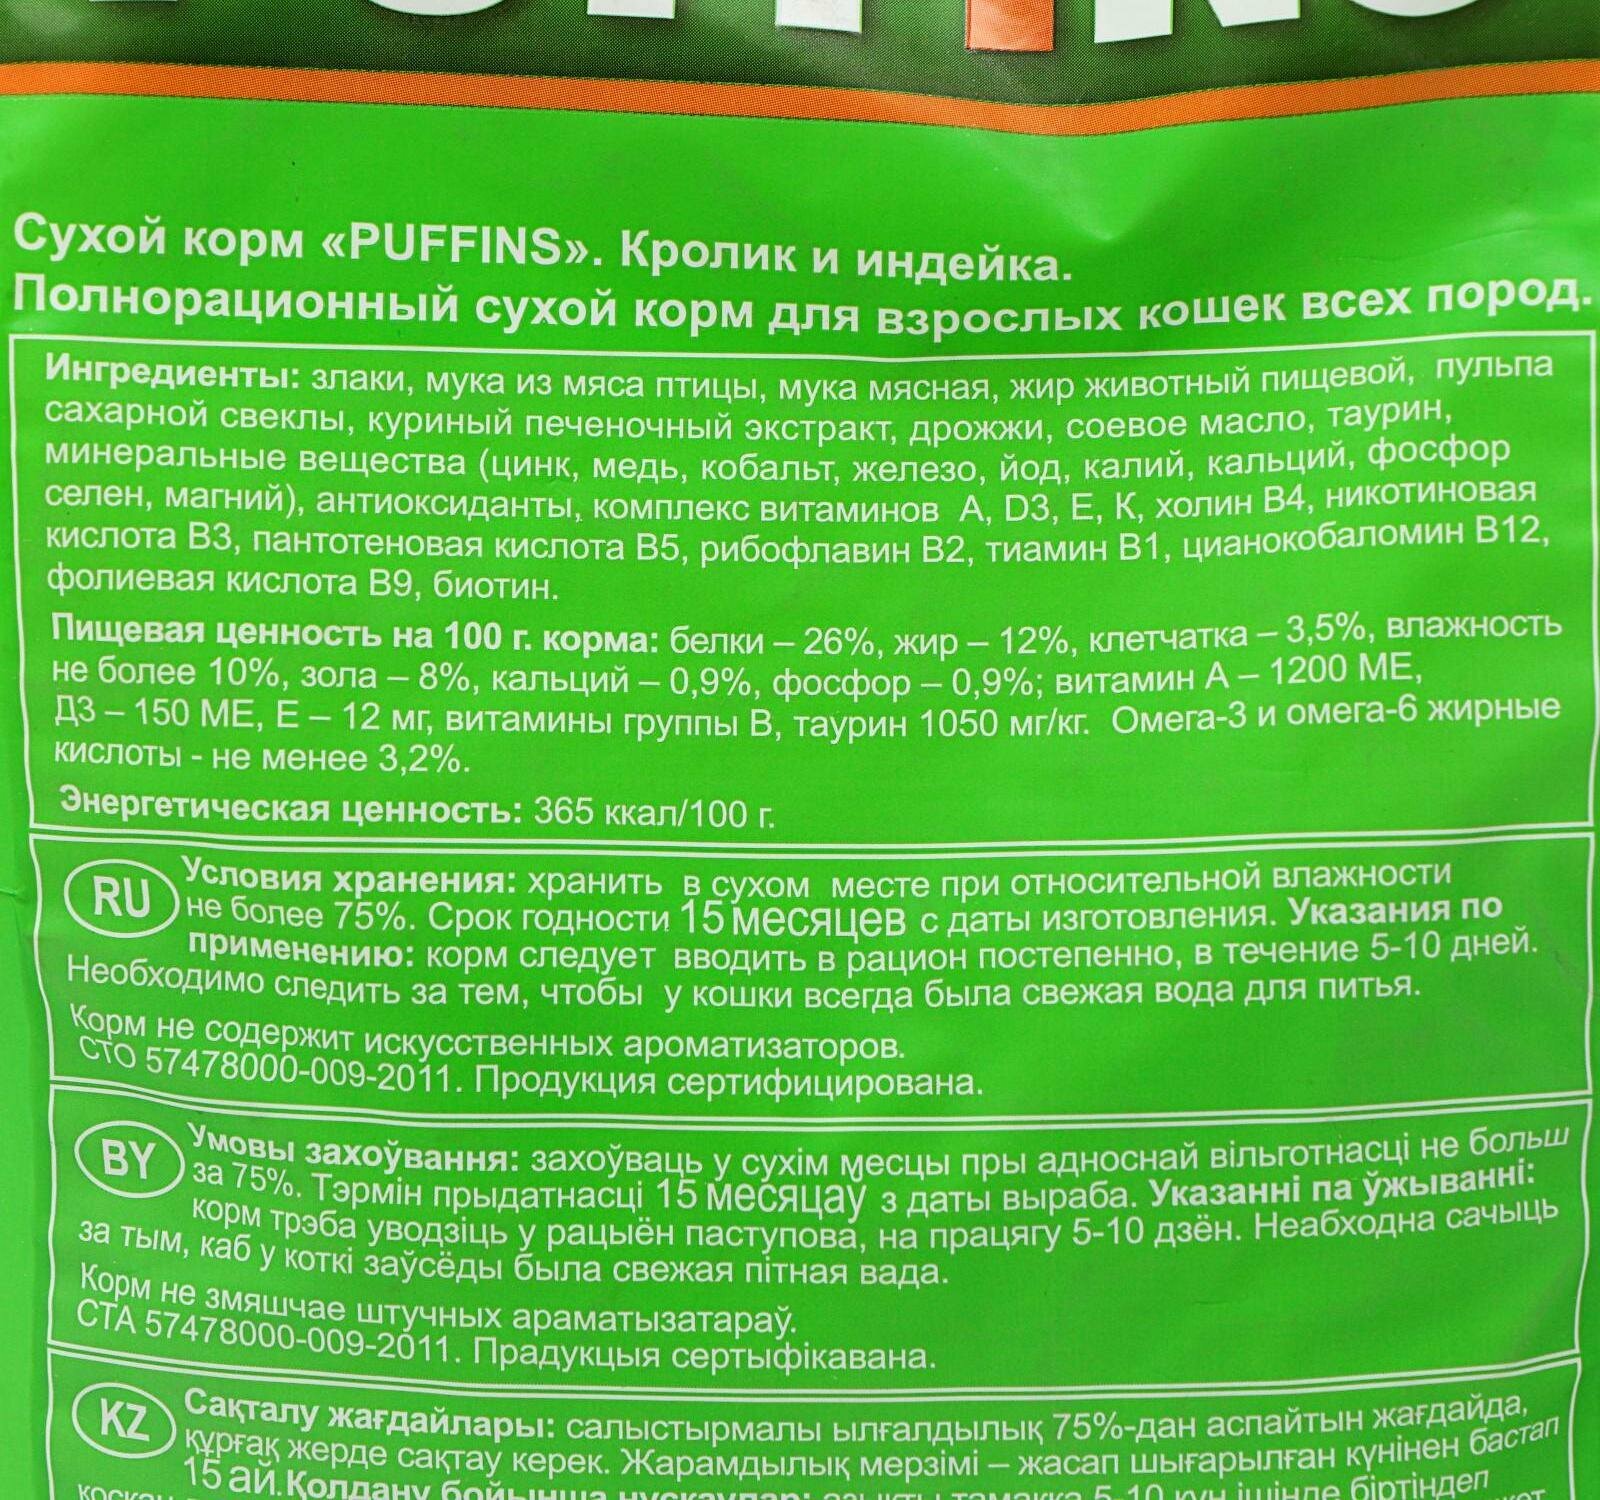 PUFFINS
Сухой корм «PUFFINS». Кролик и индейка.
Полнорационный сухой корм для взрослых кошек всех пород.
Ингредиенты: злаки, мука из мяса птицы, мука мясная, жир животный пищевой, пульпа
сахарной свеклы, куриный печеночный экстракт, дрожжи, соевое масло, таурин,
минеральные вещества (цинк, медь, кобальт, железо, йод, калий, кальций, фосфор
селен, магний), антиоксиданты, комплекс витаминов А, D3, Е, К, холин В4, никотиновая
кислота В3, пантотеновая кислота В5, рибофлавин В2, тиамин В1, цианокобаломин В12,
фолиевая кислота В9, биотин.
Пищевая ценность на 100 г. корма: белки – 26%, жир – 12%, клетчатка – 3,5%, влажность
не более 10%, зола – 8%, кальций – 0,9%, фосфор – 0,9%; витамин А – 1200 МЕ,
Д3 – 150 МЕ, Е – 12 мг, витамины группы В, таурин 1050 мг/кг. Омега-3 и омега-6 жирные
кислоты - не менее 3,2%.
Энергетическая ценность: 365 ккал/100 г.
RU Условия хранения: хранить в сухом месте при относительной влажности
не более 75%. Срок годности 15 месяцев с даты изготовления. Указания по
применению: корм следует вводить в рацион постепенно, в течение 5-10 дней.
Необходимо следить за тем, чтобы у кошки всегда была свежая вода для питья.
Корм не содержит искусственных ароматизаторов.
СТО 57478000-009-2011. Продукция сертифицирована.
BY Умовы захоўвання: захоўваць у сухім месцы пры адноснай вільготнасці не больш
за 75%. Тэрмін прыдатнасці 15 месяцаў з даты выраба. Указанні па ўжыванні:
корм трэба уводзіць у рацыён паступова, на працягу 5-10 дзён. Неабходна сачыць
за тым, каб у коткі заўсёды была свежая пітная вада.
Корм не змяшчае штучных араматызатараў.
СТА 57478000-009-2011. Прадукцыя сертыфікавана.
KZ Сақталу жағдайлары: салыстырмалы ылғалдылық 75%-дан аспайтын жағдайда,
құрғақ жерде сақтау керек. Жарамдылық мерзімі – жасап шығарылған күнінен бастап
15 ай. Қолдану бойынша нұсқаулар: азықты тамаққа 5-10 күн ішінде біртіндеп